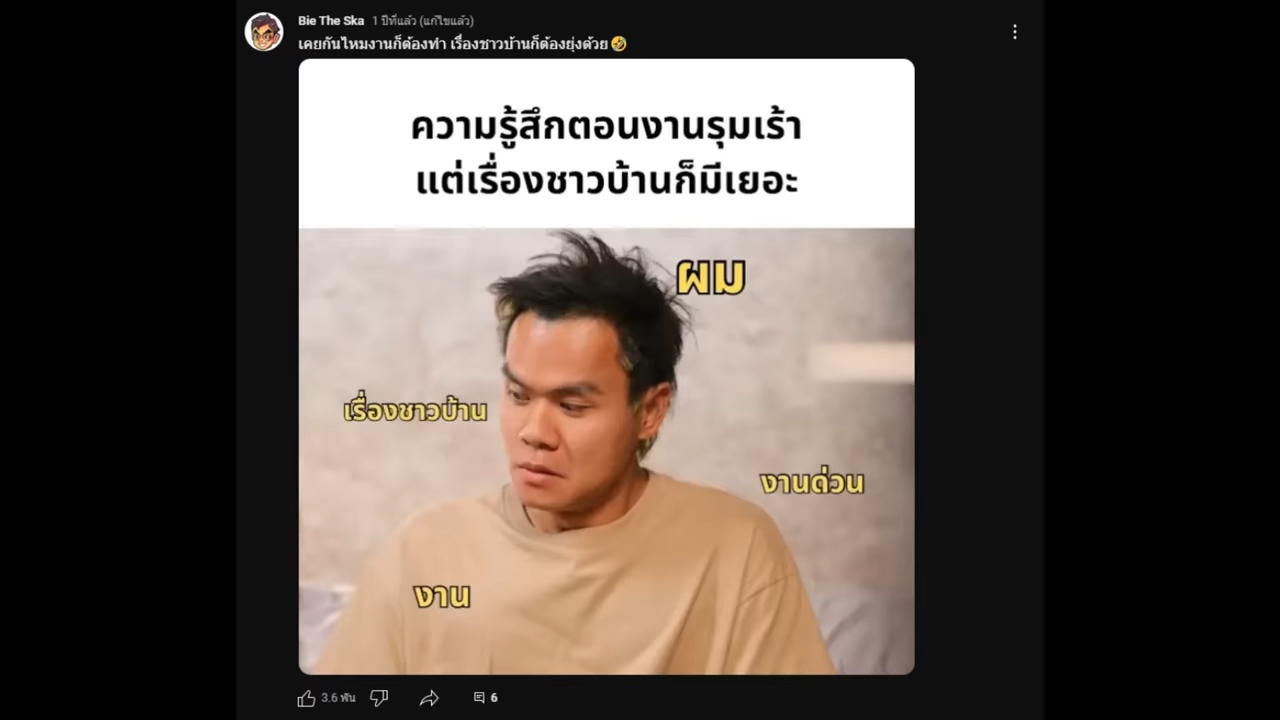 Bie The Ska 1 ปีที่แล้ว (แก้ไขแล้ว)
เคยกันไหมงานก็ต้องทำ เรื่องชาวบ้านก็ต้องยุ่งด้วย🤣
ความรู้สึกตอนงานรุมเร้า
แต่เรื่องชาวบ้านก็มีเยอะ
ผม
เรื่องชาวบ้าน
งานด่วน
งาน
3.6 พัน
6